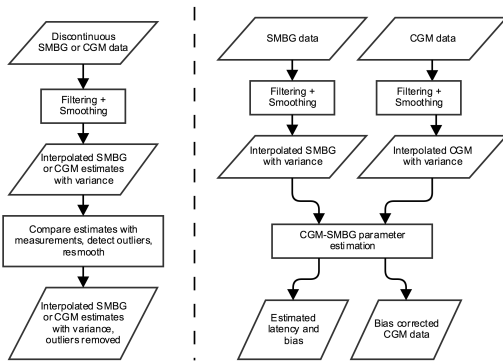 Discontinuous
SMBG or CGM data
Filtering +
Smoothing
Interpolated SMBG
or CGM estimates
with variance
Compare estimates with
measurements, detect outliers,
resmooth
Interpolated SMBG
or CGM estimates
with variance,
outliers removed
SMBG data
CGM data
Filtering +
Smoothing
Filtering +
Smoothing
Interpolated SMBG
with variance
Interpolated CGM
with variance
CGM-SMBG parameter
estimation
Estimated
latency and
bias
Bias corrected
CGM data